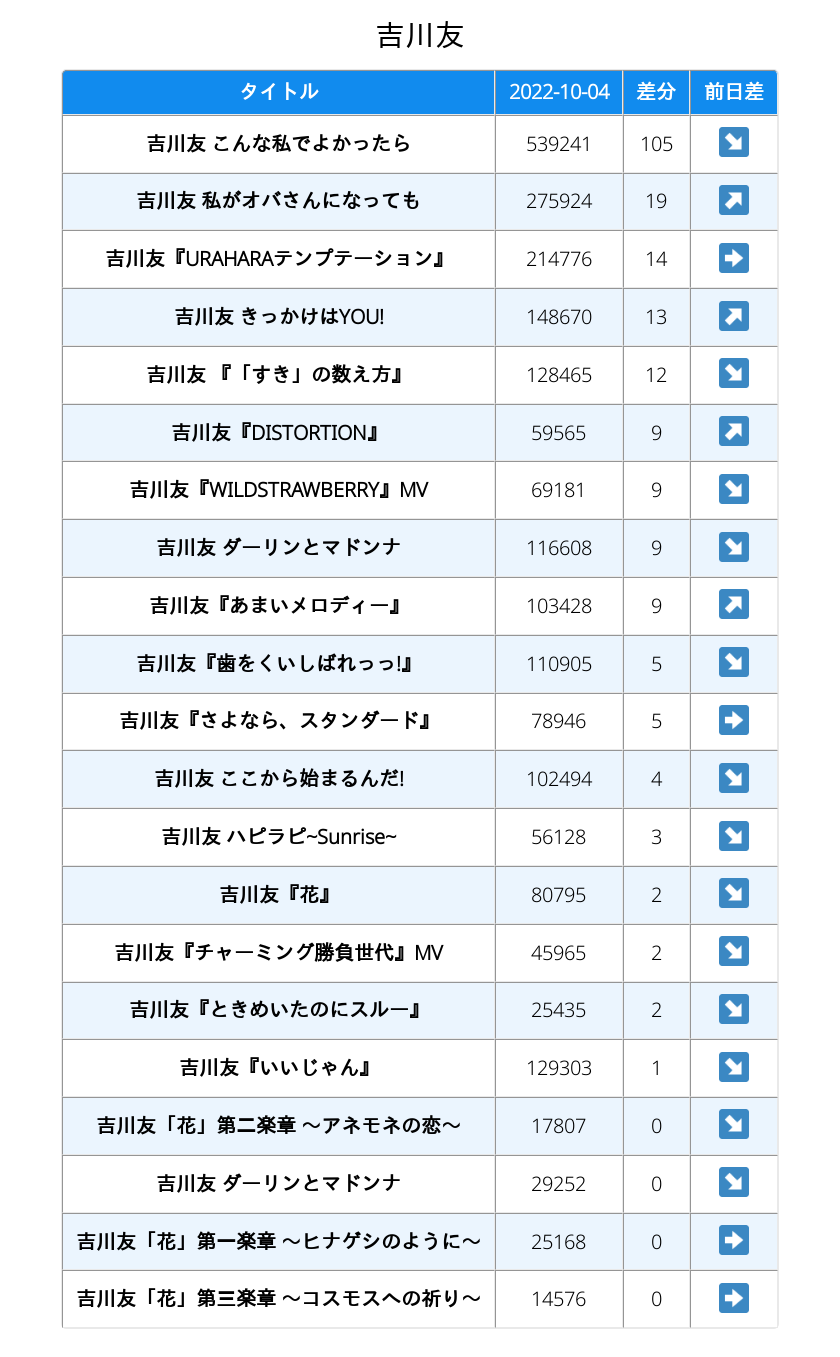 吉川友
タイトル 2022-10-04 差分 前日差
吉川友 こんな私でよかったら 539241 105 ↘
吉川友 私がオバさんになっても 275924 19 ↗
吉川友『URAHARAテンプテーション』 214776 14 ➡
吉川友 きっかけはYOU! 148670 13 ↗
吉川友 『「すき」の数え方』 128465 12 ↘
吉川友『DISTORTION』 59565 9 ↗
吉川友『WILDSTRAWBERRY』MV 69181 9 ↘
吉川友 ダーリンとマドンナ 116608 9 ↘
吉川友『あまいメロディー』 103428 9 ↗
吉川友『歯をくいしばれっっ!』 110905 5 ↘
吉川友『さよなら、スタンダード』 78946 5 ➡
吉川友 ここから始まるんだ! 102494 4 ↘
吉川友 ハピラピ~Sunrise~ 56128 3 ↘
吉川友『花』 80795 2 ↘
吉川友『チャーミング勝負世代』MV 45965 2 ↘
吉川友『ときめいたのにスルー』 25435 2 ↘
吉川友『いいじゃん』 129303 1 ↘
吉川友「花」第二楽章 〜アネモネの恋〜 17807 0 ↘
吉川友 ダーリンとマドンナ 29252 0 ↘
吉川友「花」第一楽章 〜ヒナゲシのように〜 25168 0 ➡
吉川友「花」第三楽章 〜コスモスへの祈り〜 14576 0 ➡